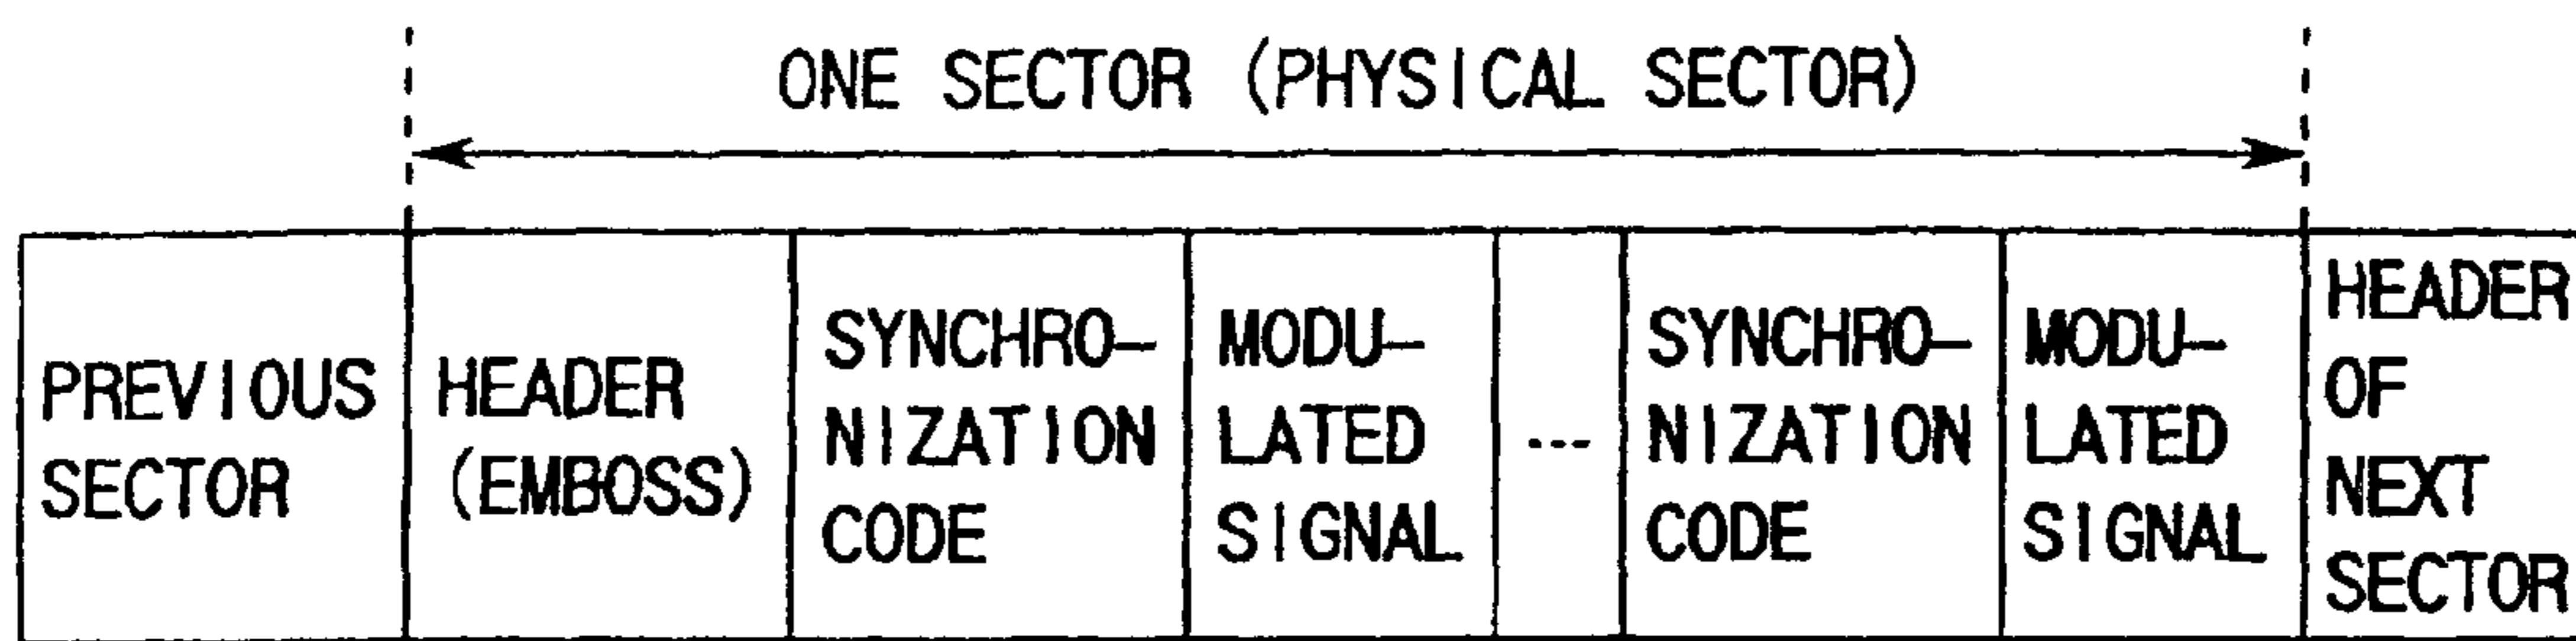 ONE SECTOR (PHYSICAL SECTOR)
PREVIOUS
SECTOR
HEADER
(EMBOSS)
SYNCHRO-
NIZATION
CODE
MODU-
LATED
SIGNAL
---
SYNCHRO-
NIZATION
CODE
MODU-
LATED
SIGNAL
HEADER
OF
NEXT
SECTOR